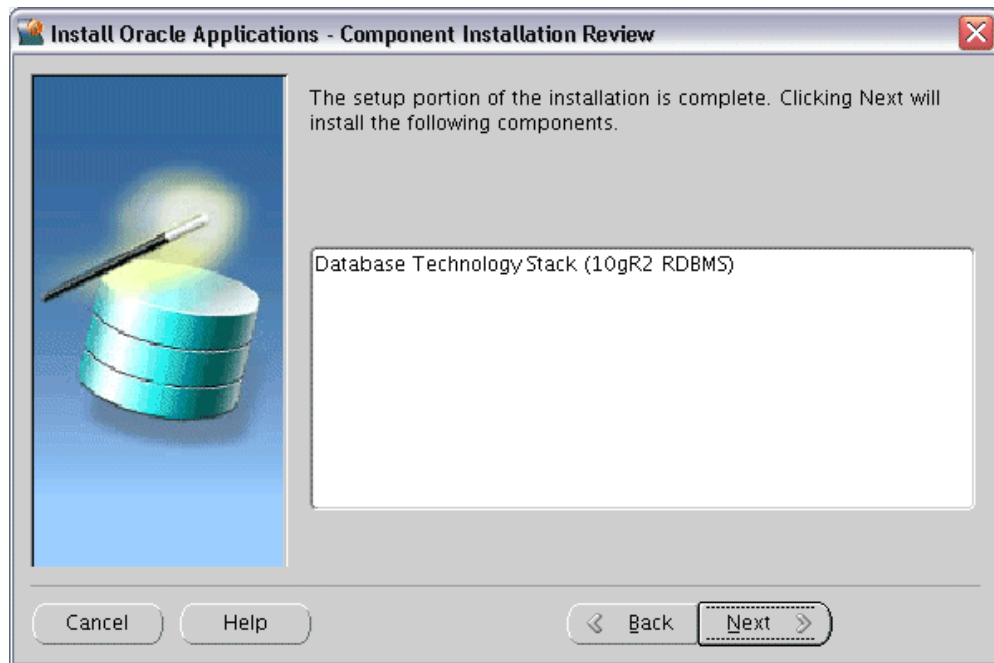 Install Oracle Applications - Component Installation Review
The setup portion of the installation is complete. Clicking Next will
install the following components.
Database Technology Stack (10gR2 RDBMS)
Cancel
Help
Back
Next